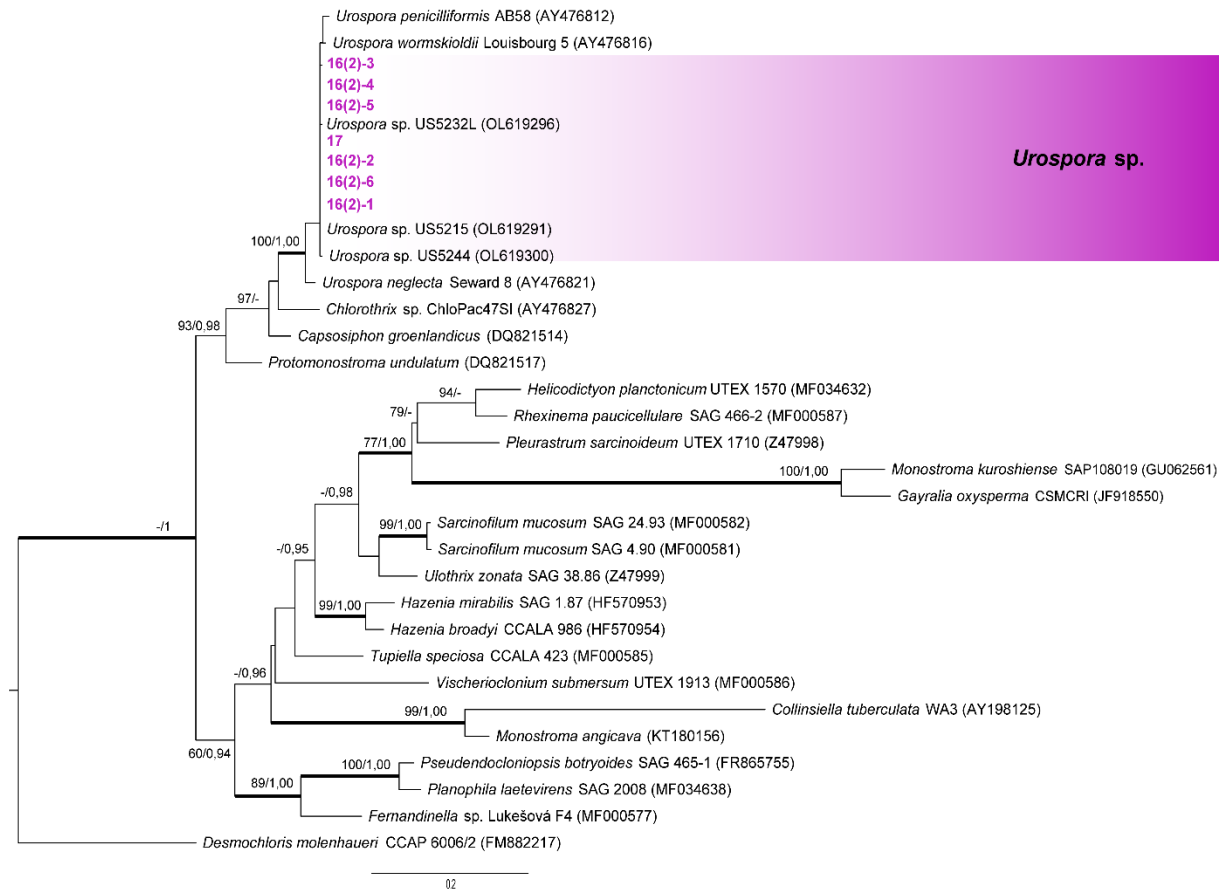 Urospora penicilliformis AB58 (AY476812)
Urospora wormskioldii Louisbourg 5 (AY476816)
16(2)-3
16(2)-4
16(2)-5
Urospora sp. US5232L (OL619296)
17
16(2)-2
Urospora sp.
16(2)-6
16(2)-1
Urospora sp. US5215 (OL619291)
100/1,00
Urospora sp. US5244 (OL619300)
Urospora neglecta Seward 8 (AY476821)
97/-
Chlorothrix sp. ChloPac47SI (AY476827)
93/0,98
Capsosiphon groenlandicus (DQ821514)
Protomonostroma undulatum (DQ821517)
94/-
Helicodictyon planctonicum UTEX 1570 (MF034632)
79/-
Rhexinema paucicellulare SAG 466-2 (MF000587)
77/1,00
Pleurastrum sarcinoideum UTEX 1710 (Z47998)
100/1,00
Monostroma kuroshiense SAP108019 (GU062561)
-/0,98
Gayralia oxysperma CSMCRI (JF918550)
99/1,00
Sarcinofilum mucosum SAG 24.93 (MF000582)
-/1
-/0,95
Sarcinofilum mucosum SAG 4.90 (MF000581)
Ulothrix zonata SAG 38.86 (Z47999)
99/1,00
Hazenia mirabilis SAG 1.87 (HF570953)
Hazenia broadyi CCALA 986 (HF570954)
Tupiella speciosa CCALA 423 (MF000585)
-/0,96
Vischerioclonium submersum UTEX 1913 (MF000586)
99/1,00
Collinsiella tuberculata WA3 (AY198125)
Monostroma angicava (KT180156)
60/0,94
100/1,00
Pseudendocloniopsis botryoides SAG 465-1 (FR865755)
89/1,00
Planophila laetevirens SAG 2008 (MF034638)
Fernandinella sp. Lukešová F4 (MF000577)
Desmochloris molenhaueri CCAP 6006/2 (FM882217)
02